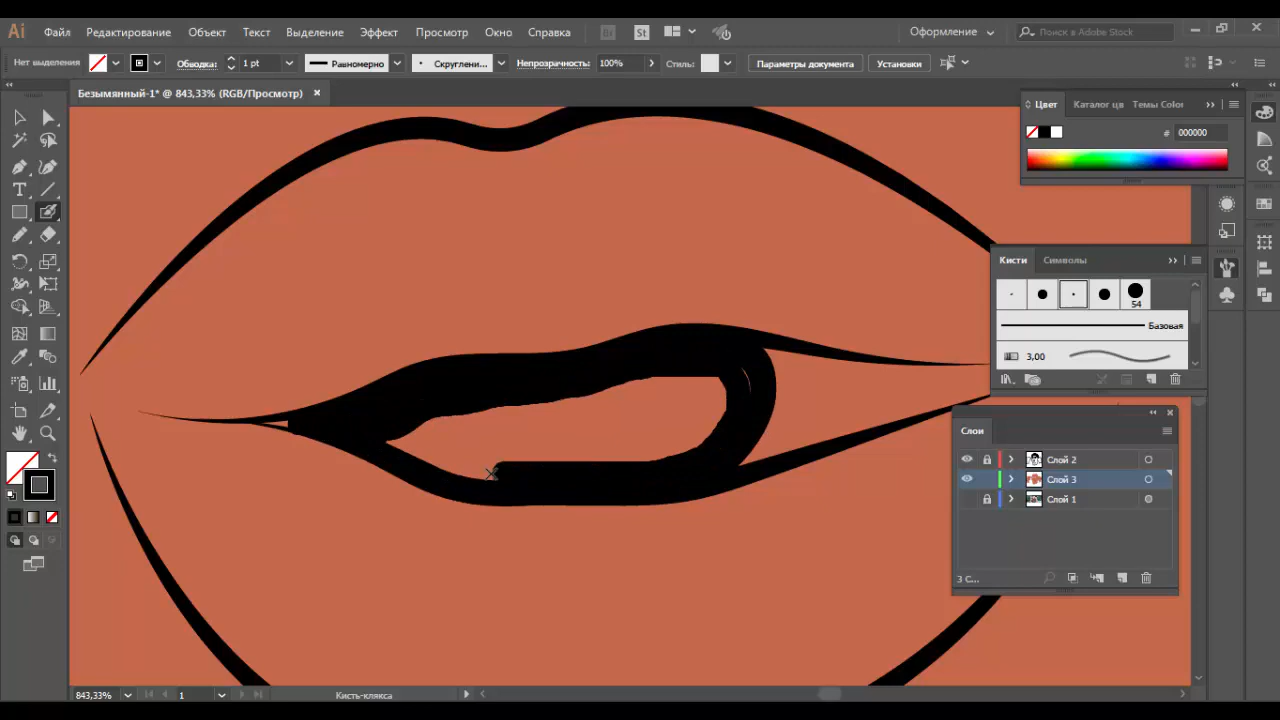 Ai Файл Редактирование Объект Текст Выделение Эффект Просмотр Окно Справка Br St Оформление Поиск в Adobe Stock
Нет выделения Обводка: 1 pt Равномерно Скруглени... Непрозрачность: 100% Стиль: Параметры документа Установки
Безымянный-1* @ 843,33% (RGB/Просмотр) ×
Цвет Каталог цв Темы Color
# 000000
Кисти Символы
54
Базовая
3,00
Слои
Слой 2
Слой 3
Слой 1
3 С...
843,33% 1 Кисть-клякса